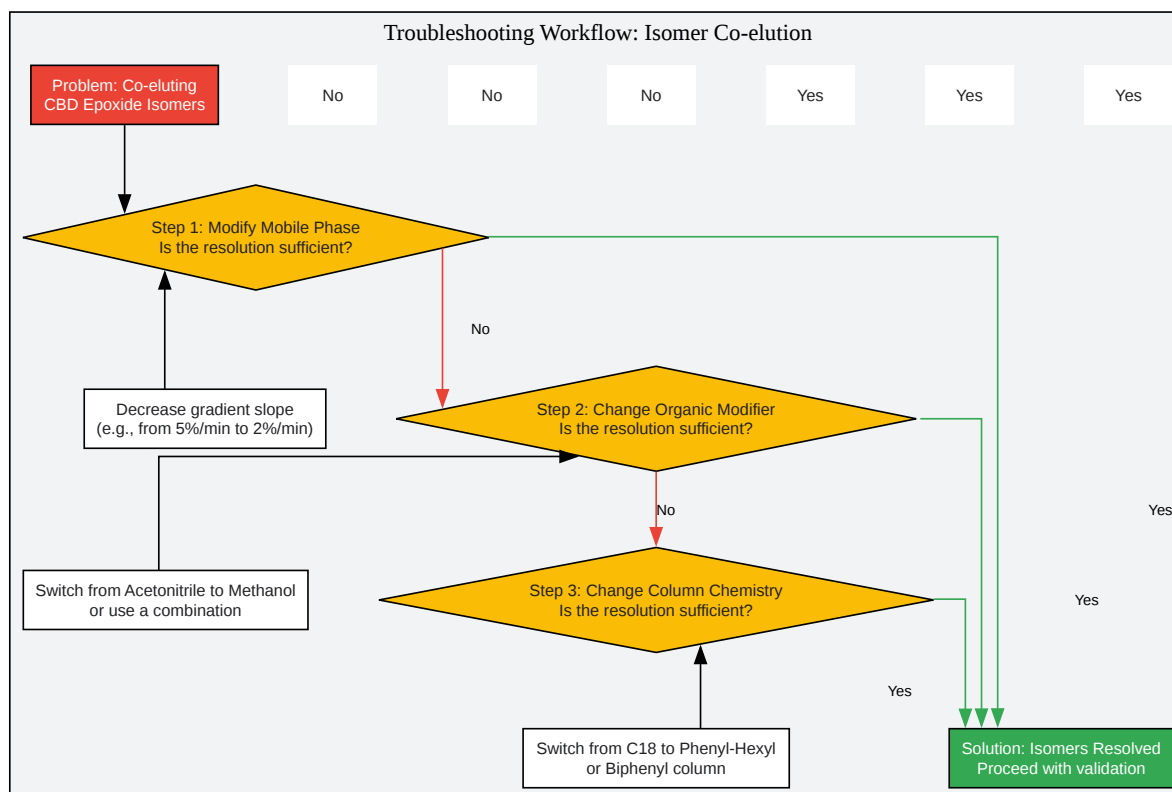 Troubleshooting Workflow: Isomer Co-elution
Problem: Co-eluting
CBD Epoxide Isomers
No
No
No
Yes
Yes
Yes
Step 1: Modify Mobile Phase
Is the resolution sufficient?
No
Decrease gradient slope
(e.g., from 5%/min to 2%/min)
Step 2: Change Organic Modifier
Is the resolution sufficient?
No
Yes
Switch from Acetonitrile to Methanol
or use a combination
Step 3: Change Column Chemistry
Is the resolution sufficient?
Yes
Yes
Switch from C18 to Phenyl-Hexyl
or Biphenyl column
Solution: Isomers Resolved
Proceed with validation